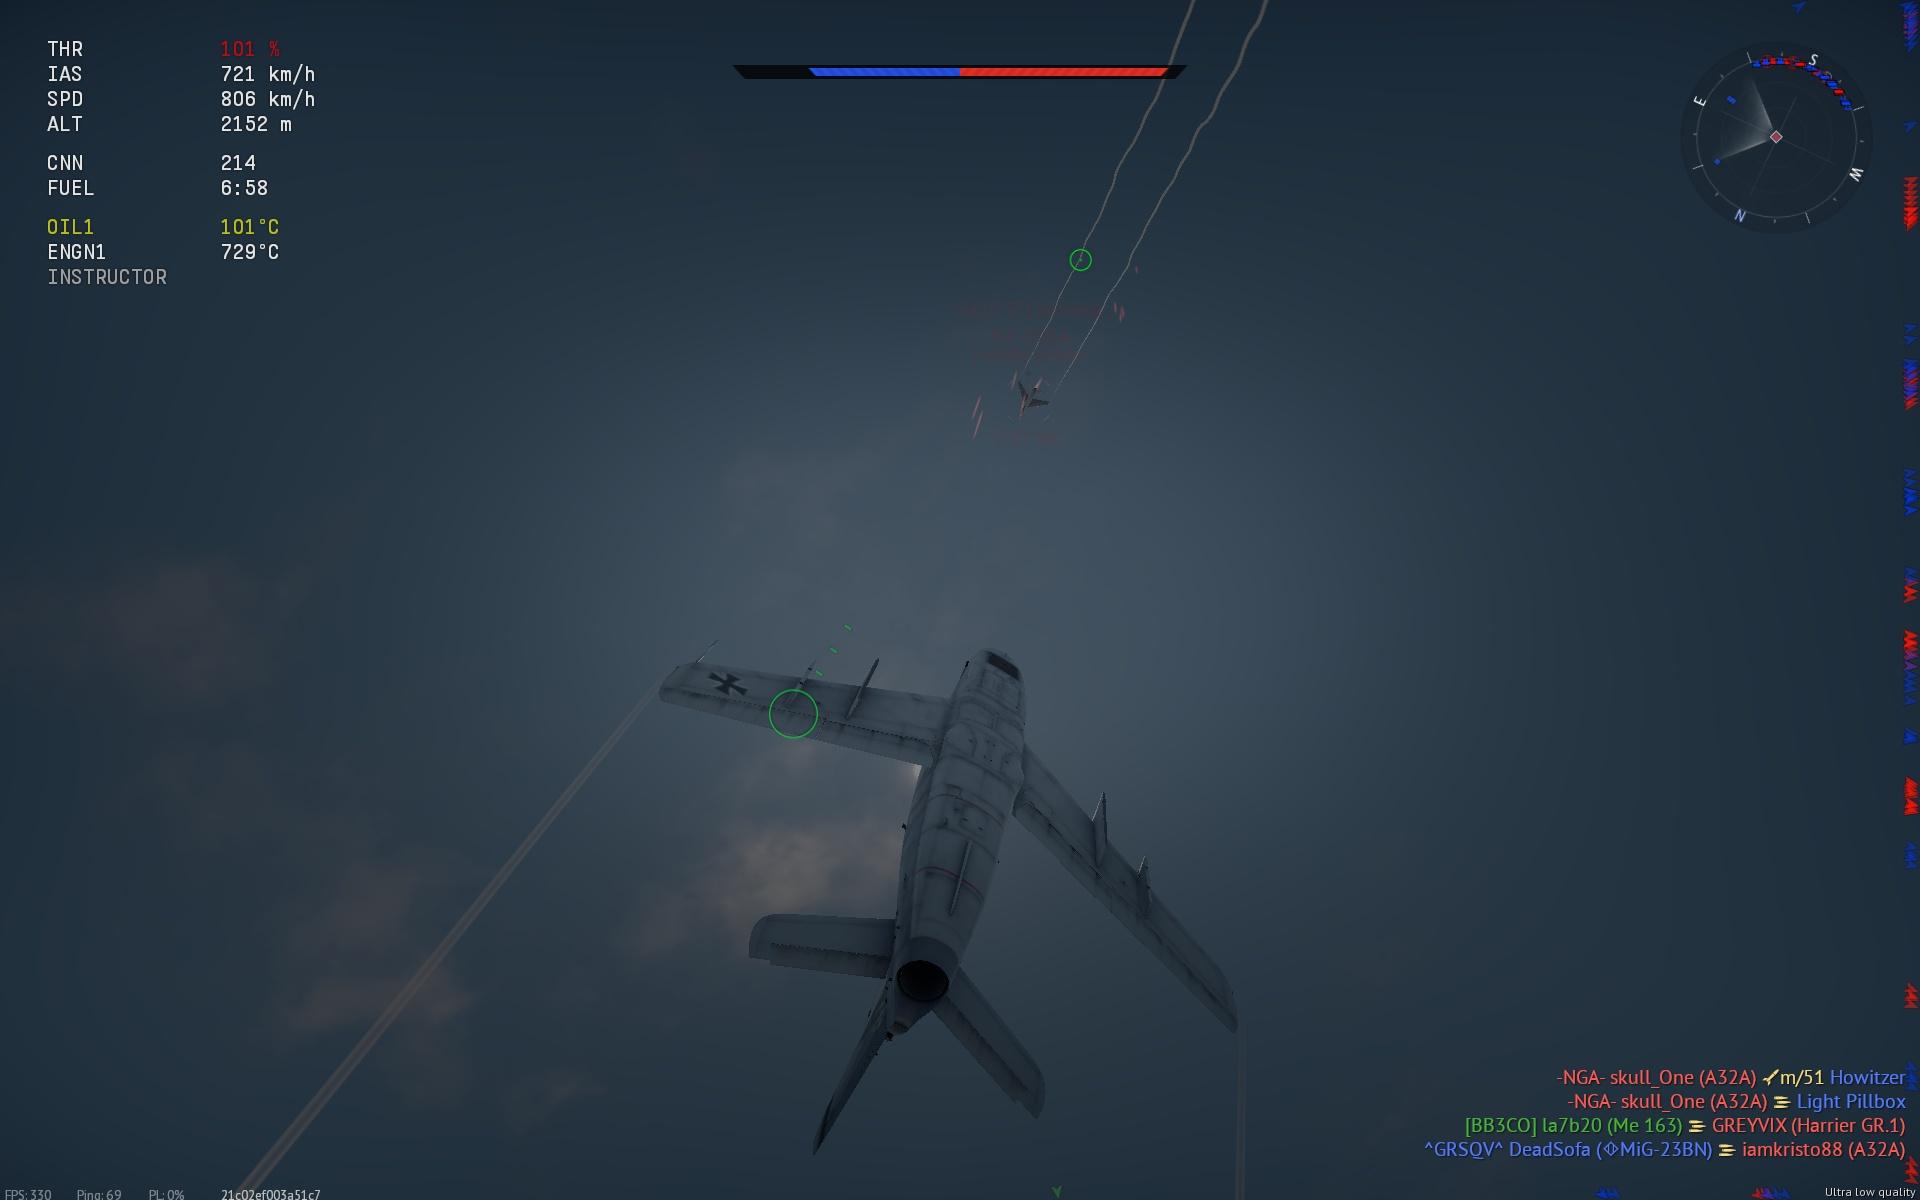 THR 101 %
IAS 721 km/h
SPD 806 km/h
ALT 2152 m
CNN 214
FUEL 6:58
OIL1 101°C
ENGN1 729°C
INSTRUCTOR
S
E
W
N
-NGA- skull_One (A32A) m/51 Howitzer
-NGA- skull_One (A32A) Light Pillbox
[BB3CO] la7b20 (Me 163) GREYVIX (Harrier GR.1)
^GRSQV^ DeadSofa (MiG-23BN) iamkristo88 (A32A)
FPS: 330 Ping: 69 PL: 0% 21c02ef003a51c7
Ultra low quality